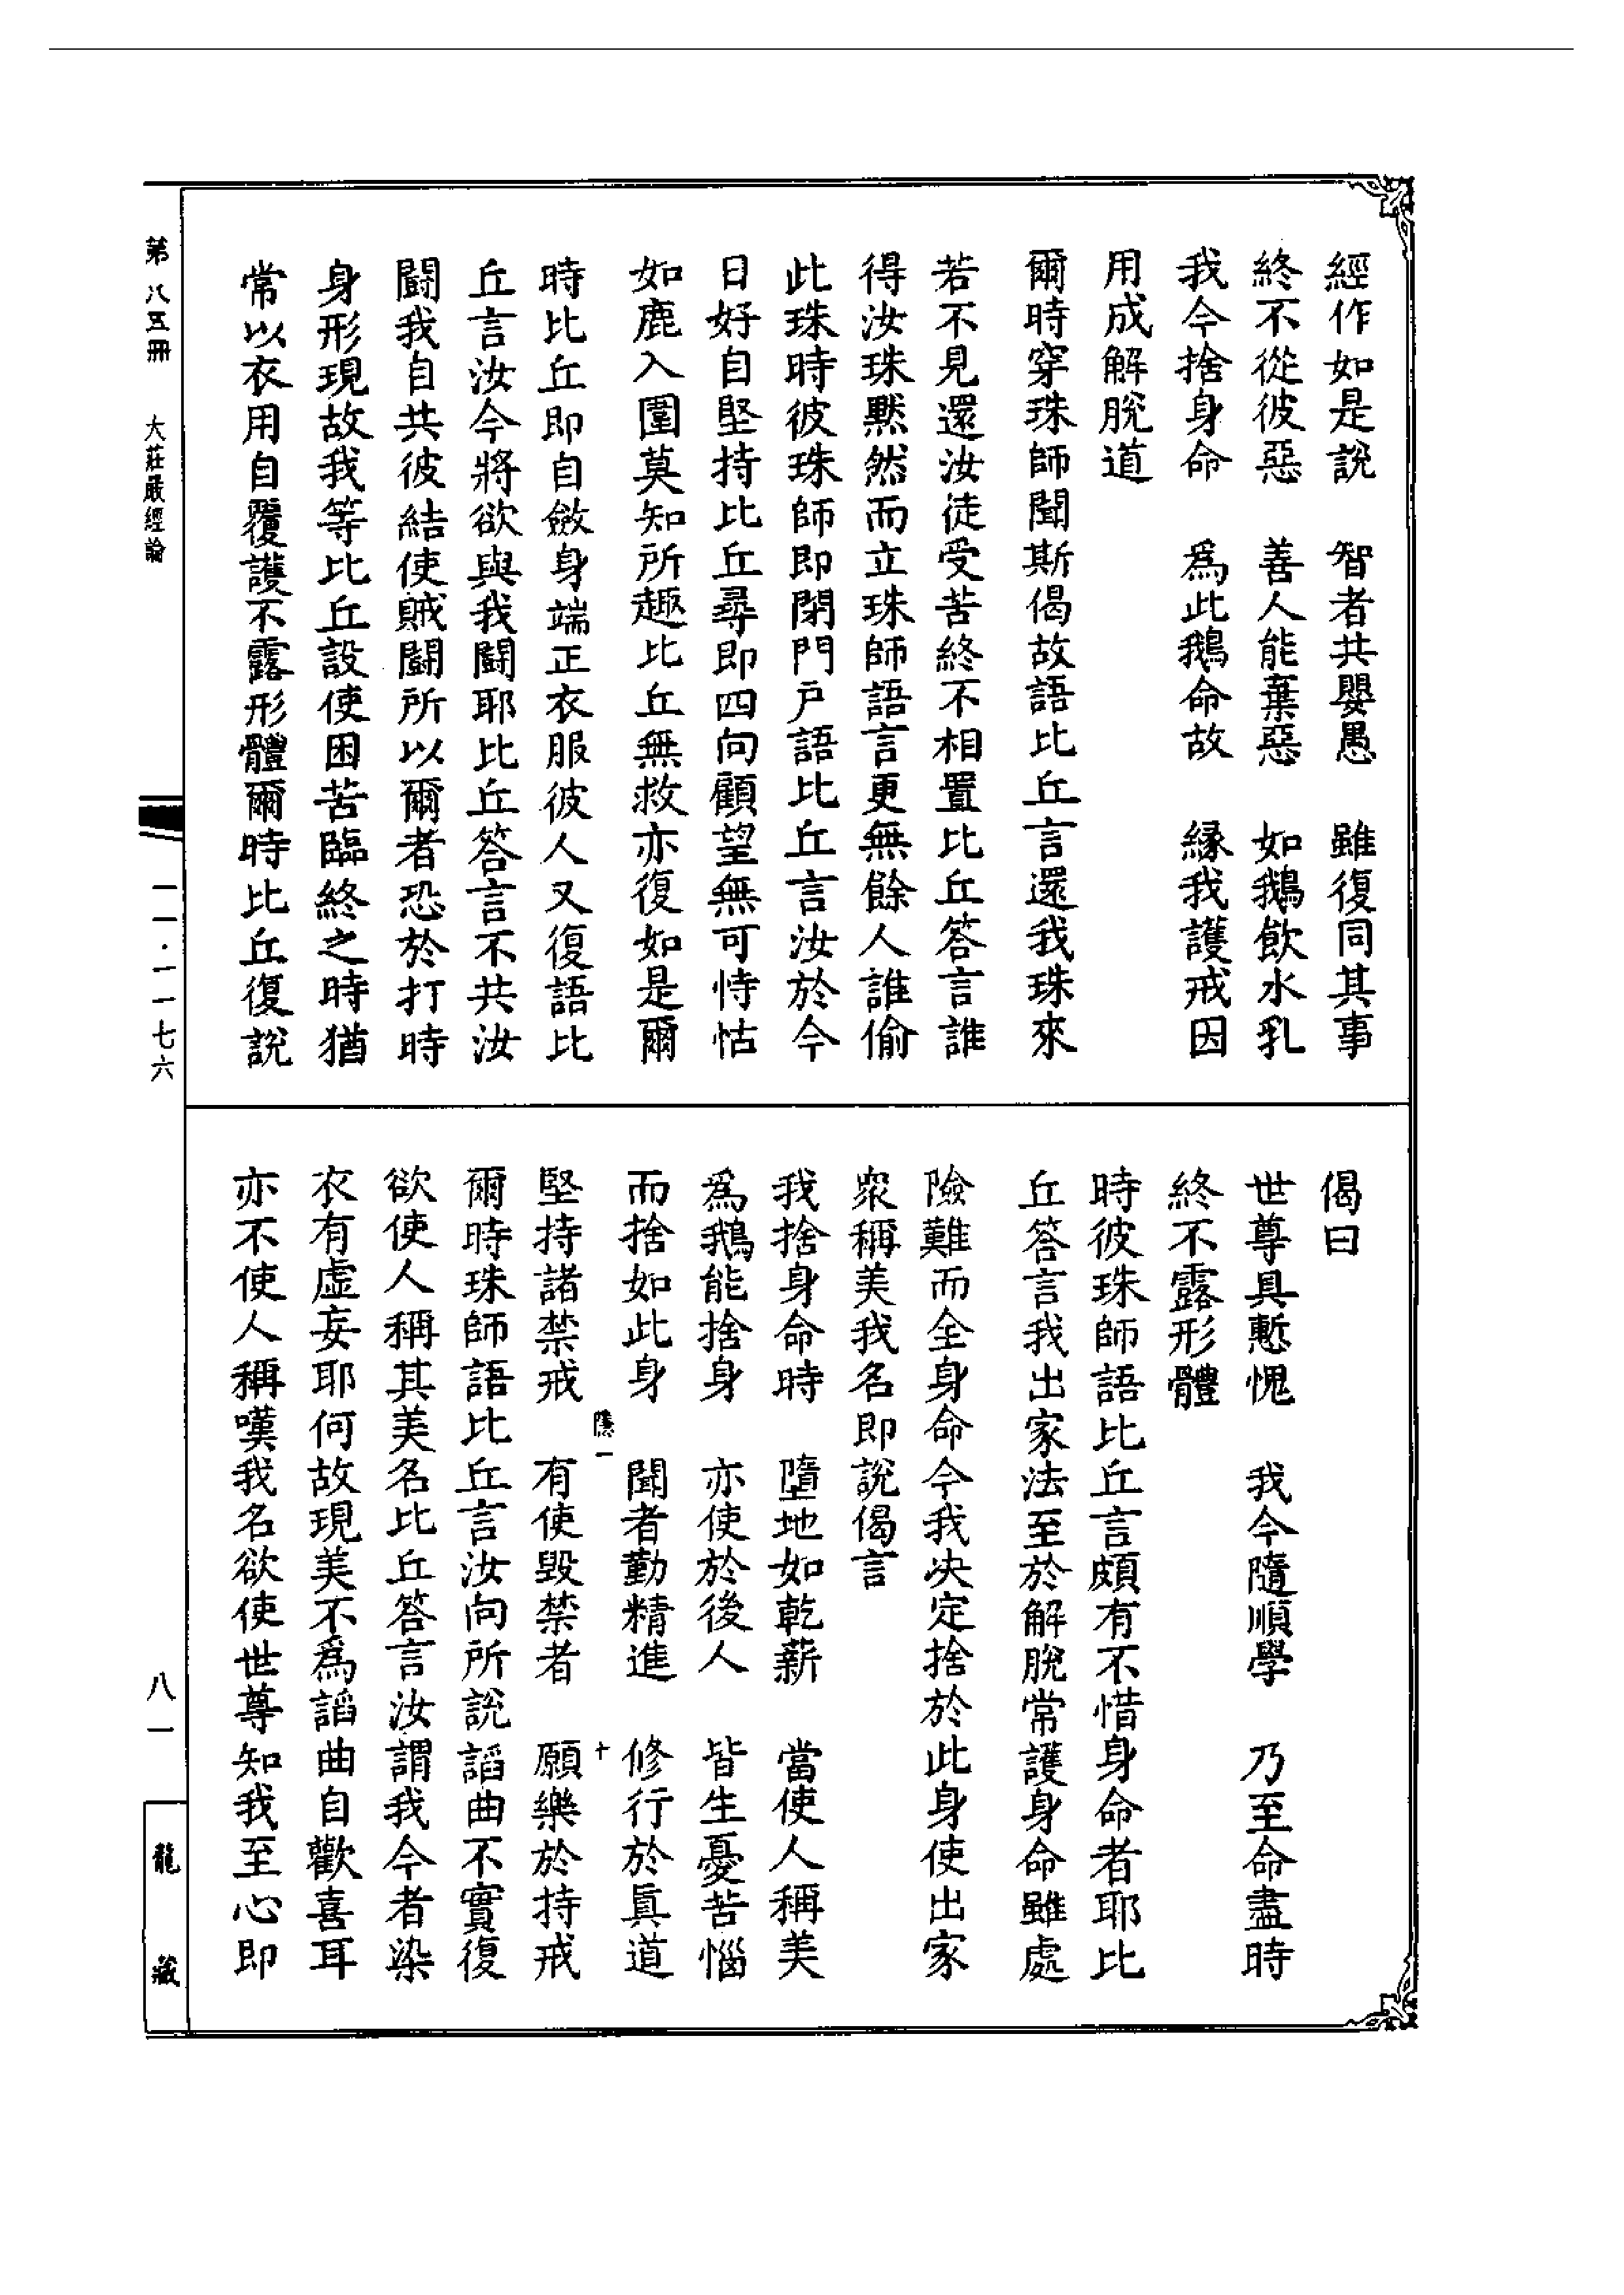 經作如是說　智者共嬰愚　雖復同其事
終不從彼惡　善人能棄惡　如鵝飲水乳
我今捨身命　為此鵝命故　緣我護戒因
用成解脫道
爾時穿珠師聞斯偈故語比丘言還我珠來
若不見還汝徒受苦終不相置比丘答言誰
得汝珠默然而立珠師語言更無餘人誰偷
此珠時彼珠師即閉門戶語比丘言汝於今
日好自堅持比丘尋即四向顧望無可恃怙
如鹿入圍莫知所趣比丘無救亦復如是爾
時比丘即自斂身端正衣服彼人又復語比
丘言汝今將欲與我鬪耶比丘答言不共汝
鬪我自共彼結使賊鬪所以爾者恐於打時
身形現故我等比丘設使困苦臨終之時猶
常以衣用自覆護不露形體爾時比丘復說
偈曰
世尊具慙愧　我今隨順學　乃至命盡時
終不露形體
時彼珠師語比丘言頗有不惜身命者耶比
丘答言我出家法至於解脫常護身命雖處
險難而全身命今我決定捨於此身使出家
眾稱美我名即說偈言
我捨身命時　墮地如乾薪　當使人稱美
為鵝能捨身　亦使於後人　皆生憂苦惱
而捨如此身　聞者勤精進　修行於眞道
隱一　十
堅持諸禁戒　有使毀禁者　願樂於持戒
爾時珠師語比丘言汝向所說諂曲不實復
欲使人稱其美名比丘答言汝謂我今者染
衣有虛妄耶何故現美不為諂曲自歡喜耳
亦不使人稱嘆我名欲使世尊知我至心即
第八五冊　大莊嚴經論　一一·一一七六　八一　龍藏